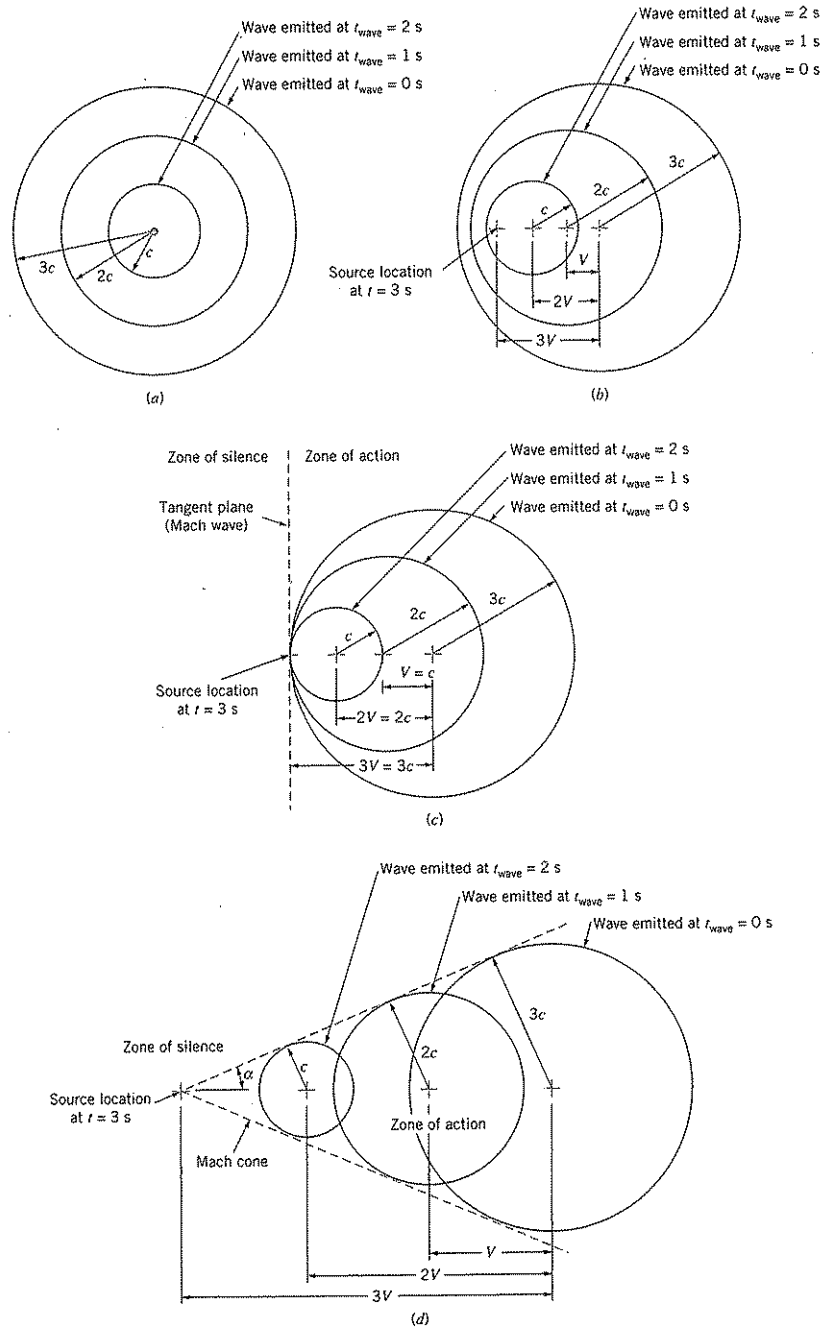 Wave emitted at t_wave = 2 s
Wave emitted at t_wave = 1 s
Wave emitted at t_wave = 0 s
3c
2c
c
(a)
Wave emitted at t_wave = 2 s
Wave emitted at t_wave = 1 s
Wave emitted at t_wave = 0 s
3c
2c
c
V
Source location
at t = 3 s
2V
3V
(b)
Zone of silence
Zone of action
Wave emitted at t_wave = 2 s
Wave emitted at t_wave = 1 s
Wave emitted at t_wave = 0 s
Tangent plane
(Mach wave)
3c
2c
c
V = c
Source location
at t = 3 s
2V = 2c
3V = 3c
(c)
Wave emitted at t_wave = 2 s
Wave emitted at t_wave = 1 s
Wave emitted at t_wave = 0 s
3c
2c
c
Zone of silence
α
Source location
at t = 3 s
Zone of action
Mach cone
V
2V
3V
(d)